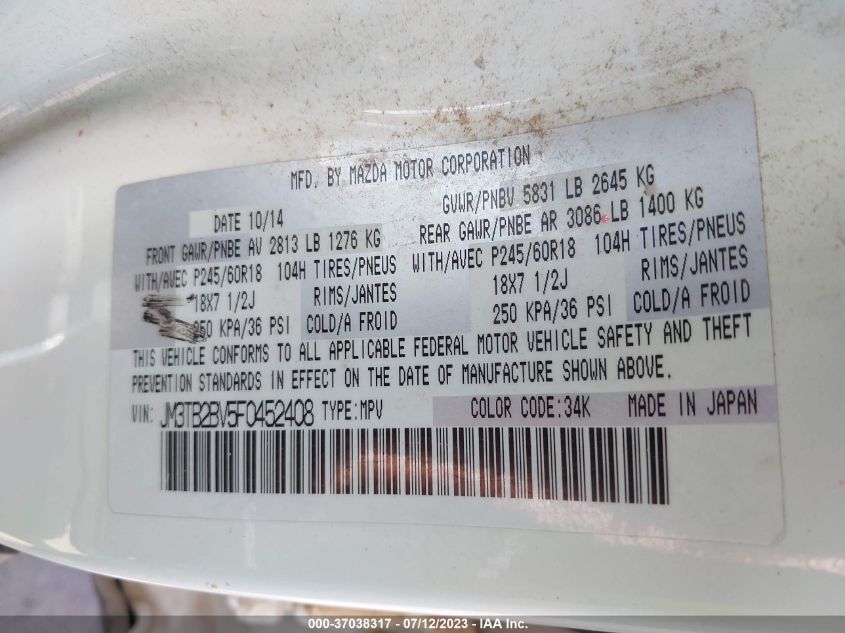 MFD. BY MAZDA MOTOR CORPORATION
DATE 10/14 GVWR/PNBV 5831 LB 2645 KG
FRONT GAWR/PNBE AV 2813 LB 1276 KG REAR GAWR/PNBE AR 3086 LB 1400 KG
WITH/AVEC P245/60R18 104H TIRES/PNEUS WITH/AVEC P245/60R18 104H TIRES/PNEUS
18X7 1/2J RIMS/JANTES 18X7 1/2J RIMS/JANTES
250 KPA/36 PSI COLD/A FROID 250 KPA/36 PSI COLD/A FROID
THIS VEHICLE CONFORMS TO ALL APPLICABLE FEDERAL MOTOR VEHICLE SAFETY AND THEFT
PREVENTION STANDARDS IN EFFECT ON THE DATE OF MANUFACTURE SHOWN ABOVE.
VIN: JM3TB2BV5F0452408 TYPE:MPV COLOR CODE:34K MADE IN JAPAN
000-37038317 - 07/12/2023 - IAA Inc.